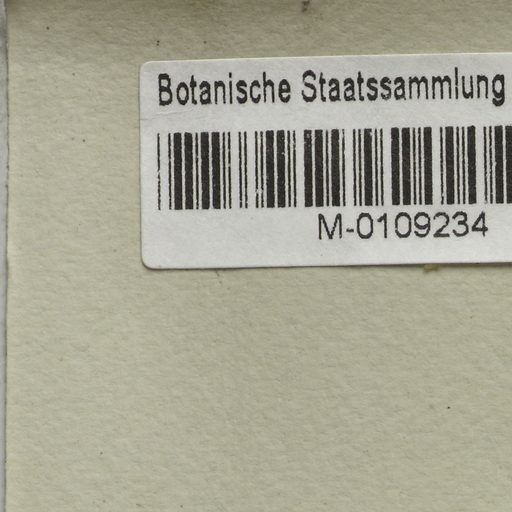 Botanische Staatssammlung
M-0109234